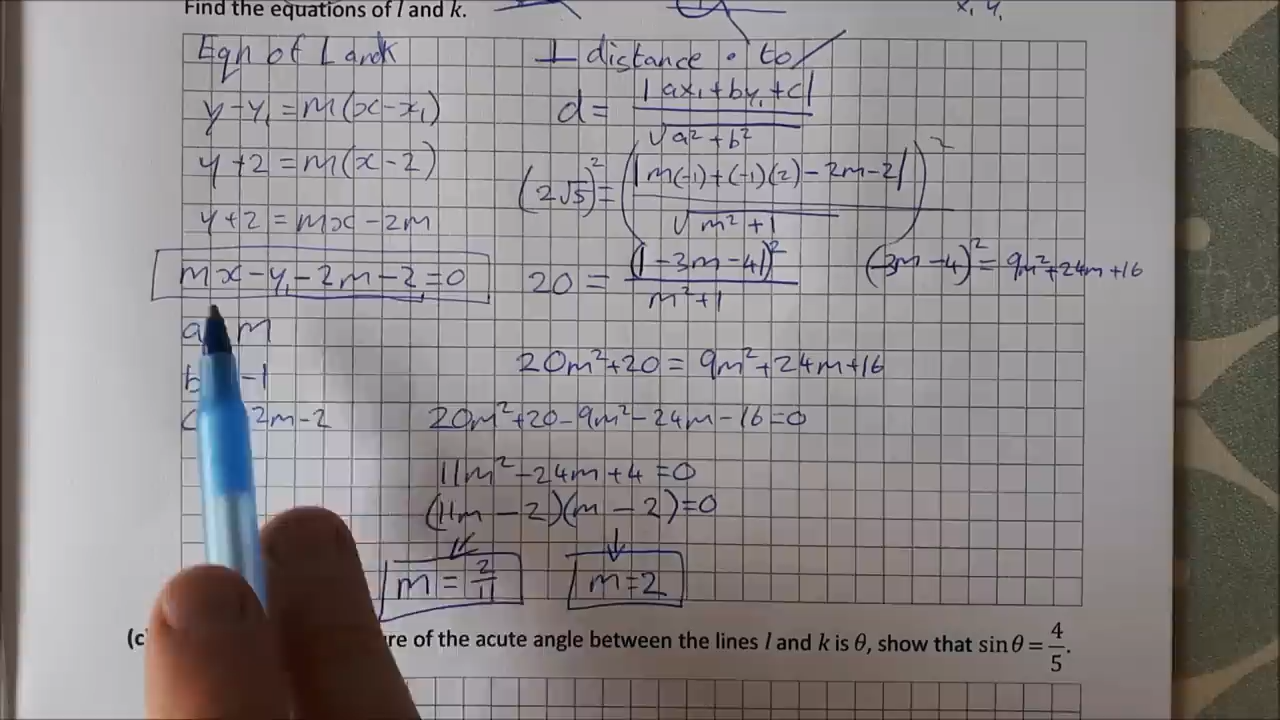 Find the equations of l and k.
x₁ y₁
Eqn of L and k
y-y₁ = m(x-x₁)
y+2 = m(x-2)
y+2 = mx-2m
mx-y-2m-2=0
a m
b -1
c 2m-2
⊥ distance • to /
d = |ax₁+by₁+c| / √a²+b²
(2√5)² = (|m(-1)+(-1)(2)-2m-2| / √m²+1)²
20 = (|-3m-4|)² / m²+1
(-3m-4)² = 9m²+24m+16
20m²+20 = 9m²+24m+16
20m²+20-9m²-24m-16=0
11m²-24m+4=0
(11m-2)(m-2)=0
m = 2/11 m=2
(c) re of the acute angle between the lines l and k is θ, show that sin θ = 4/5.